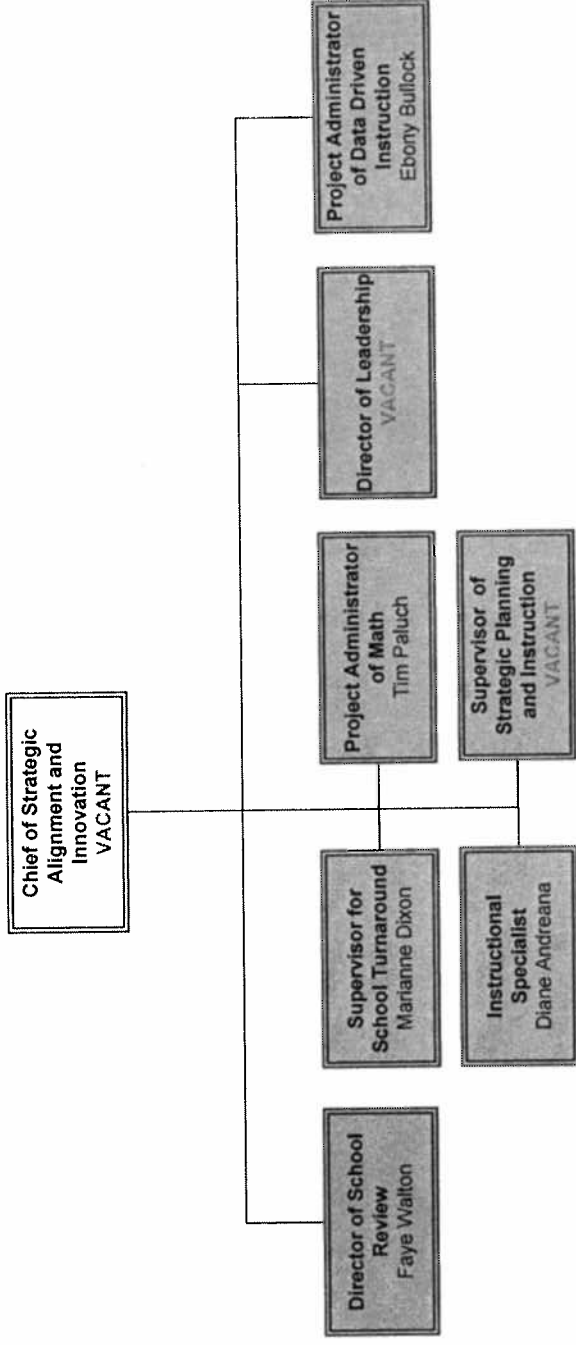 Chief of Strategic
Alignment and
Innovation
VACANT
Director of School
Review
Faye Walton
Supervisor for
School Turnaround
Marianne Dixon
Project Administrator
of Math
Tim Paluch
Director of Leadership
VACANT
Project Administrator
of Data Driven
Instruction
Ebony Bullock
Instructional
Specialist
Diane Andreana
Supervisor of
Strategic Planning
and Instruction
VACANT